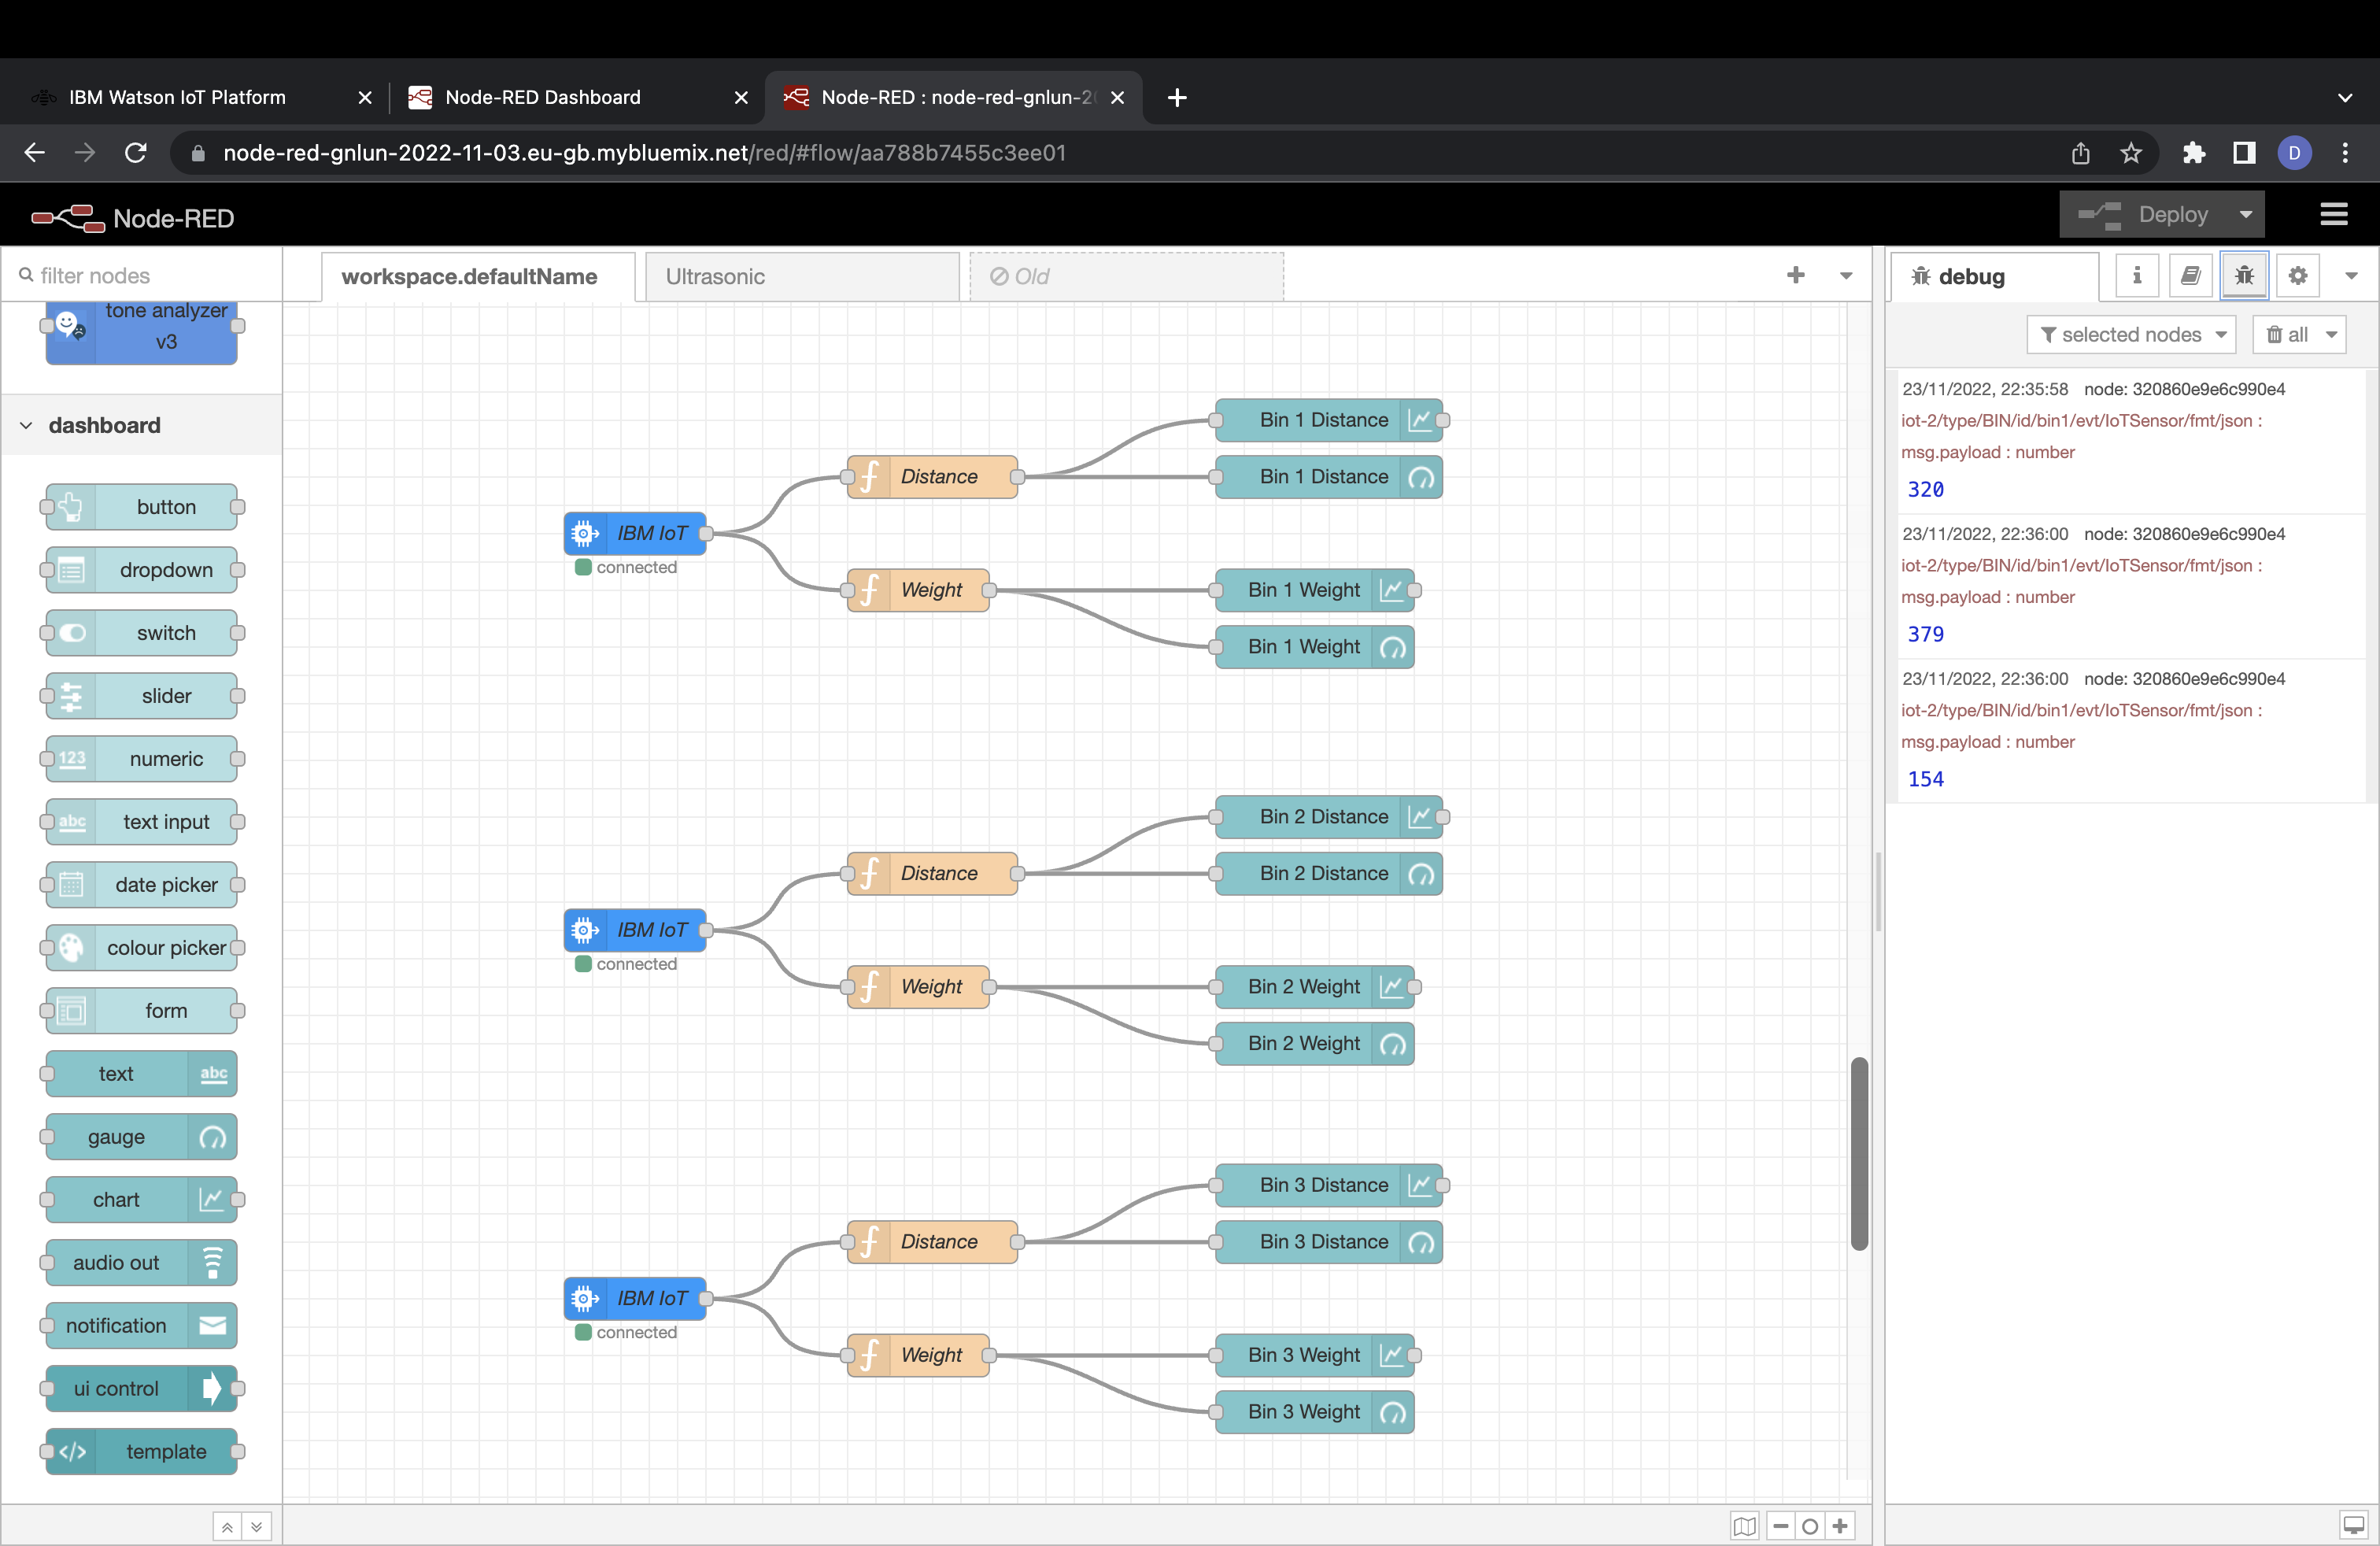 IBM Watson IoT Platform
Node-RED Dashboard
Node-RED : node-red-gnlun-2
node-red-gnlun-2022-11-03.eu-gb.mybluemix.net/red/#flow/aa788b7455c3ee01
D
Node-RED
Deploy
filter nodes
tone analyzer
v3
dashboard
button
dropdown
switch
slider
123 numeric
abc text input
date picker
colour picker
form
text abc
gauge
chart
audio out
notification
ui control
</> template
workspace.defaultName
Ultrasonic
Old
IBM IoT
connected
Distance
Weight
Bin 1 Distance
Bin 1 Distance
Bin 1 Weight
Bin 1 Weight
IBM IoT
connected
Distance
Weight
Bin 2 Distance
Bin 2 Distance
Bin 2 Weight
Bin 2 Weight
IBM IoT
connected
Distance
Weight
Bin 3 Distance
Bin 3 Distance
Bin 3 Weight
Bin 3 Weight
debug
i
selected nodes
all
23/11/2022, 22:35:58 node: 320860e9e6c990e4
iot-2/type/BIN/id/bin1/evt/IoTSensor/fmt/json :
msg.payload : number
320
23/11/2022, 22:36:00 node: 320860e9e6c990e4
iot-2/type/BIN/id/bin1/evt/IoTSensor/fmt/json :
msg.payload : number
379
23/11/2022, 22:36:00 node: 320860e9e6c990e4
iot-2/type/BIN/id/bin1/evt/IoTSensor/fmt/json :
msg.payload : number
154